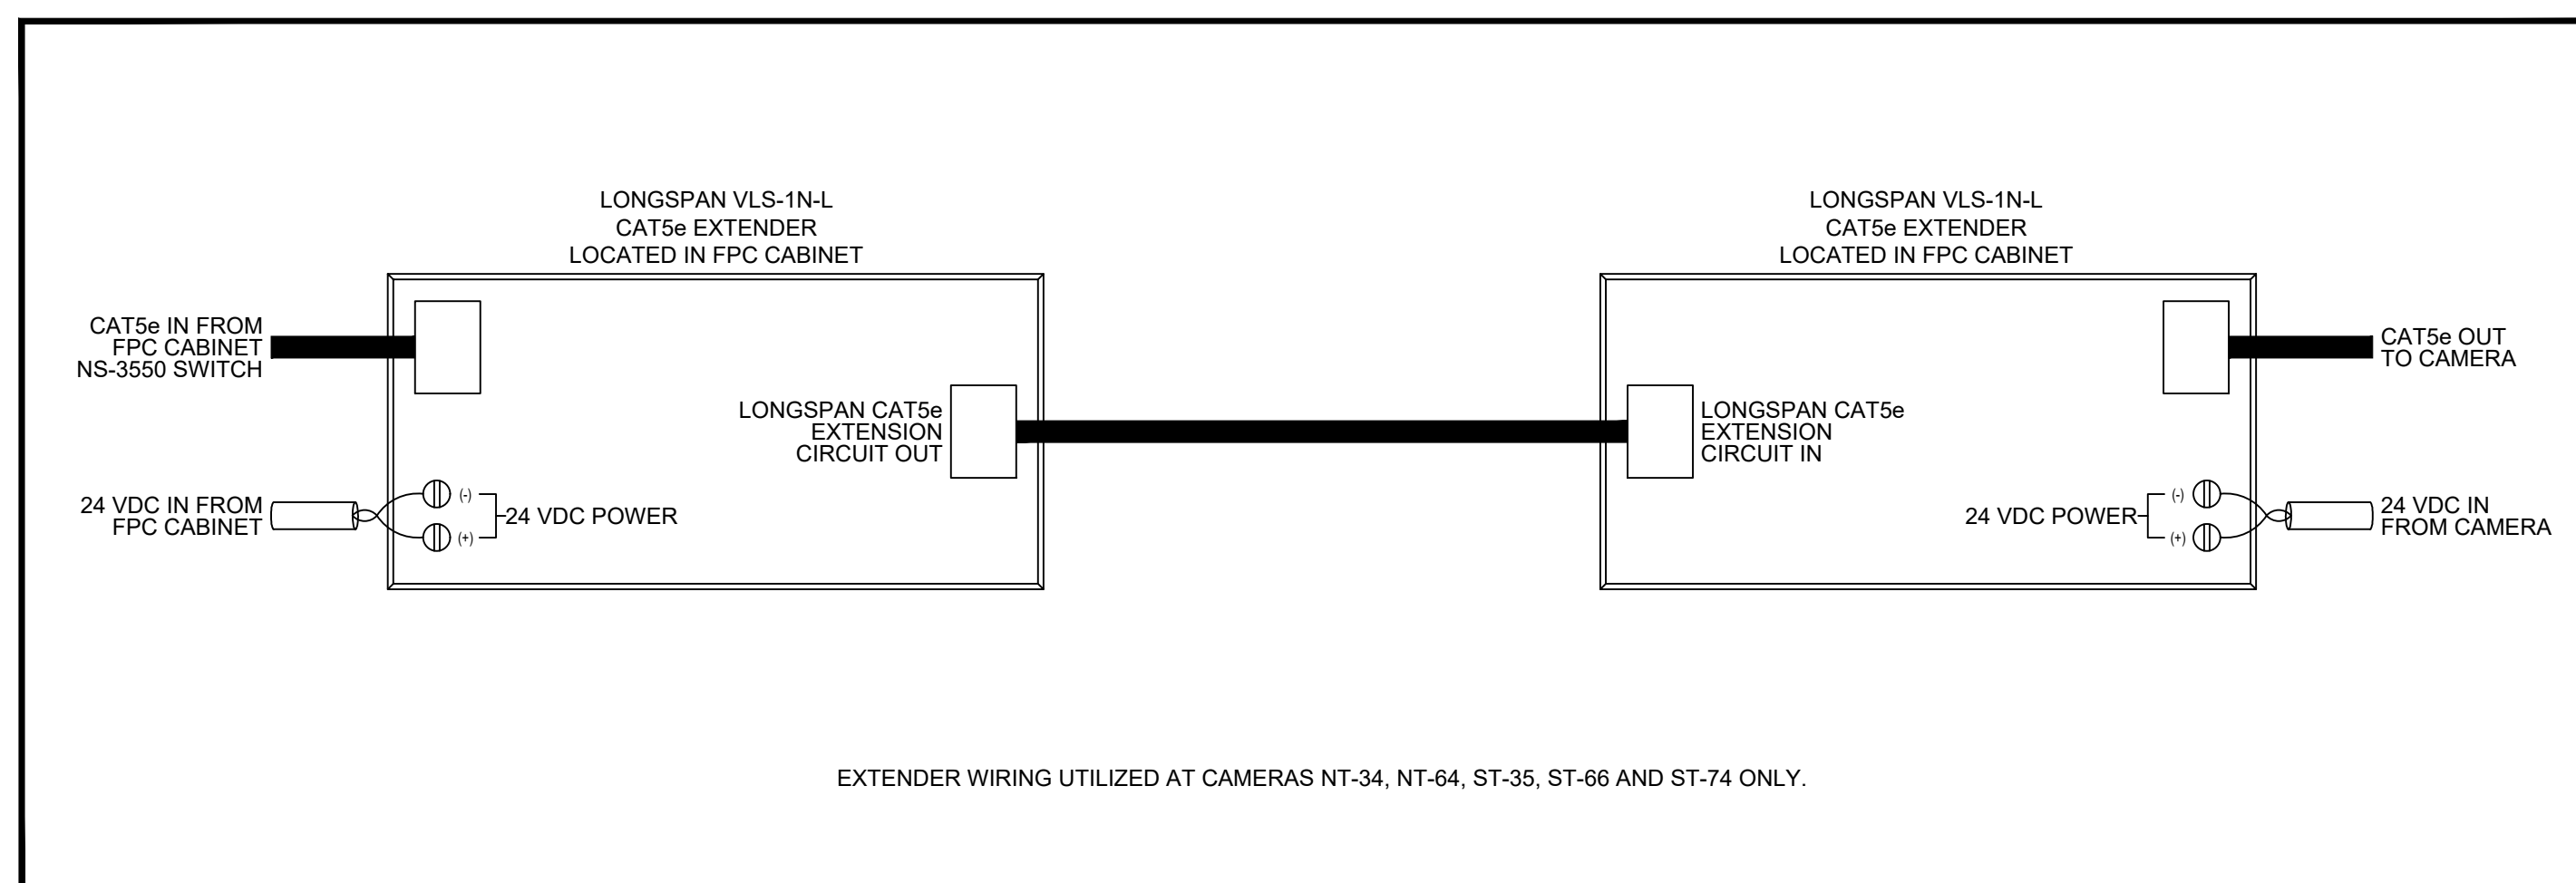 LONGSPAN VLS-1N-L
CAT5e EXTENDER
LOCATED IN FPC CABINET
CAT5e IN FROM
FPC CABINET
NS-3550 SWITCH
LONGSPAN CAT5e
EXTENSION
CIRCUIT OUT
24 VDC IN FROM
FPC CABINET
(-)
(+)
24 VDC POWER
LONGSPAN VLS-1N-L
CAT5e EXTENDER
LOCATED IN FPC CABINET
CAT5e OUT
TO CAMERA
LONGSPAN CAT5e
EXTENSION
CIRCUIT IN
24 VDC POWER
(-)
(+)
24 VDC IN
FROM CAMERA
EXTENDER WIRING UTILIZED AT CAMERAS NT-34, NT-64, ST-35, ST-66 AND ST-74 ONLY.